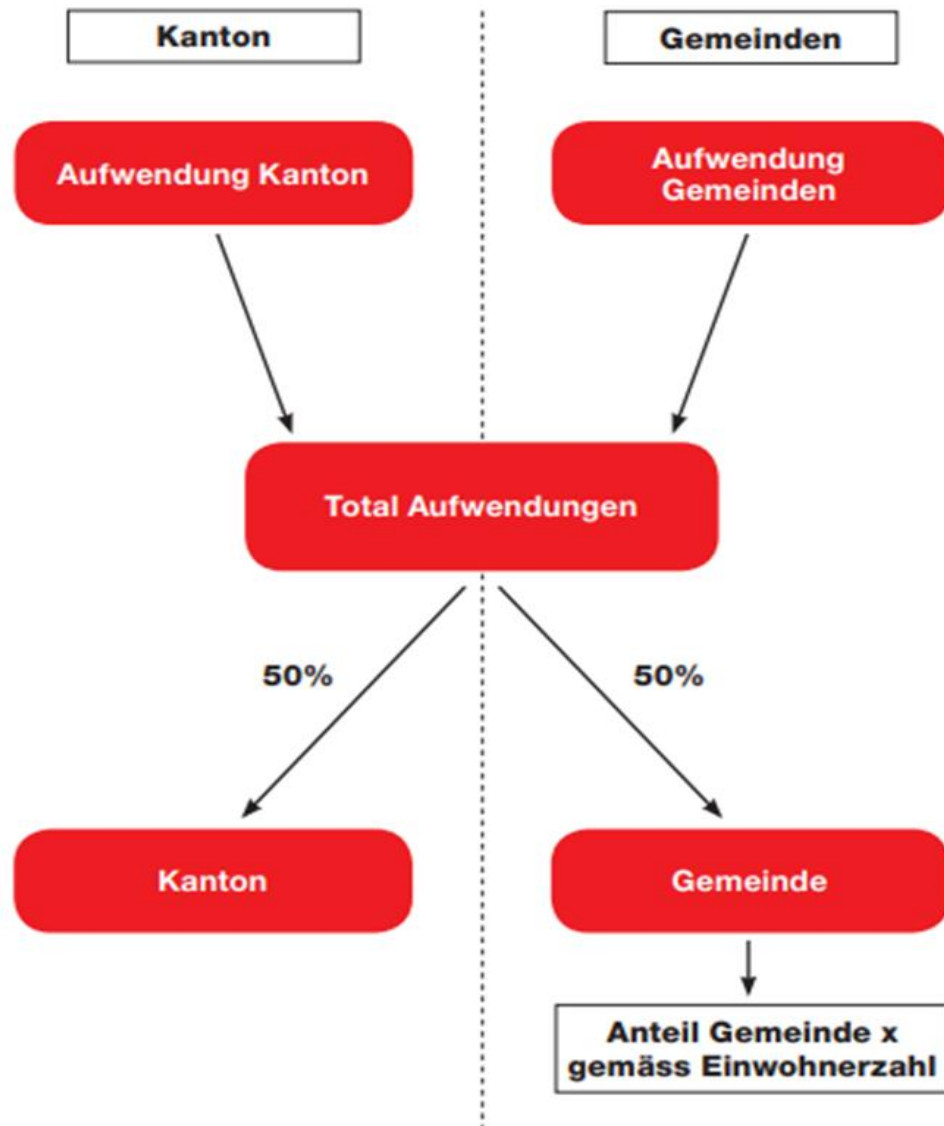 Kanton
Gemeinden
Aufwendung Kanton
Aufwendung
Gemeinden
Total Aufwendungen
50%
50%
Kanton
Gemeinde
Anteil Gemeinde x
gemäss Einwohnerzahl